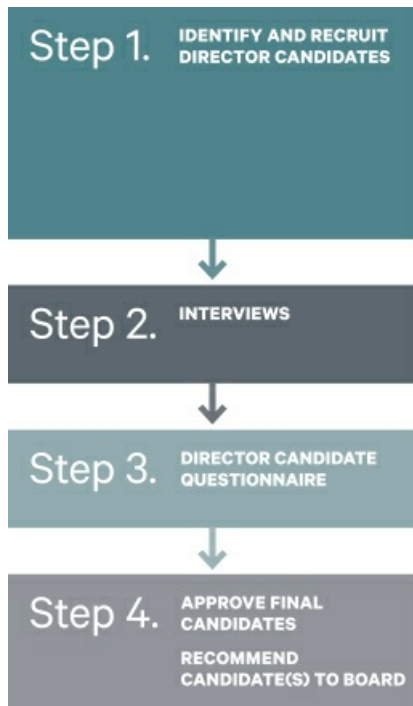 Step 1.
IDENTIFY AND RECRUIT
DIRECTOR CANDIDATES
Step 2.
INTERVIEWS
Step 3.
DIRECTOR CANDIDATE
QUESTIONNAIRE
Step 4.
APPROVE FINAL
CANDIDATES
RECOMMEND
CANDIDATE(S) TO BOARD